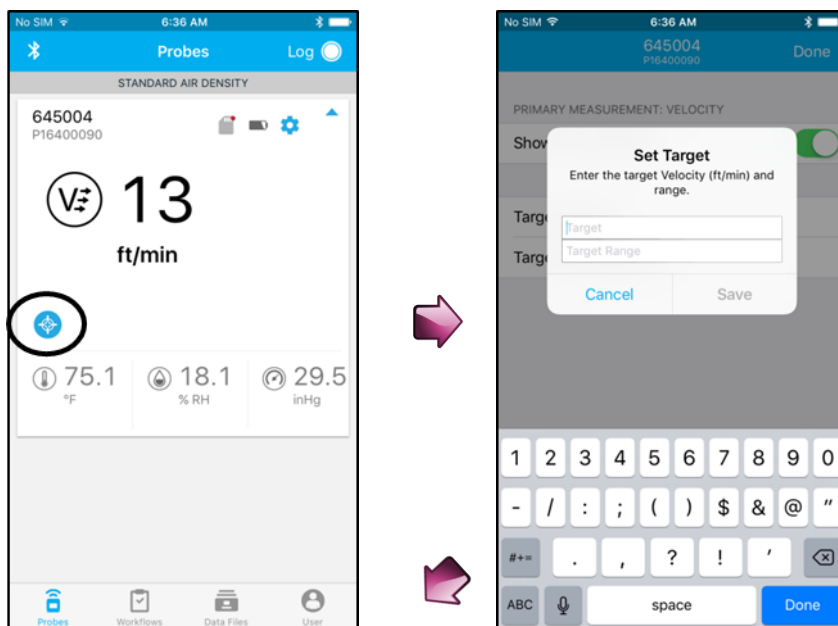 No SIM 6:36 AM
Probes Log
STANDARD AIR DENSITY
645004
P16400090
V 13
ft/min
75.1 18.1 29.5
°F % RH inHg
Probes Workflows Data Files User
No SIM 6:36 AM
645004 Done
P16400090
PRIMARY MEASUREMENT: VELOCITY
Show
Set Target
Enter the target Velocity (ft/min) and
range.
Targe
Target
Targe
Target Range
Cancel Save
1 2 3 4 5 6 7 8 9 0
- / : ; ( ) $ & @ "
#+= . , ? ! '
ABC space Done